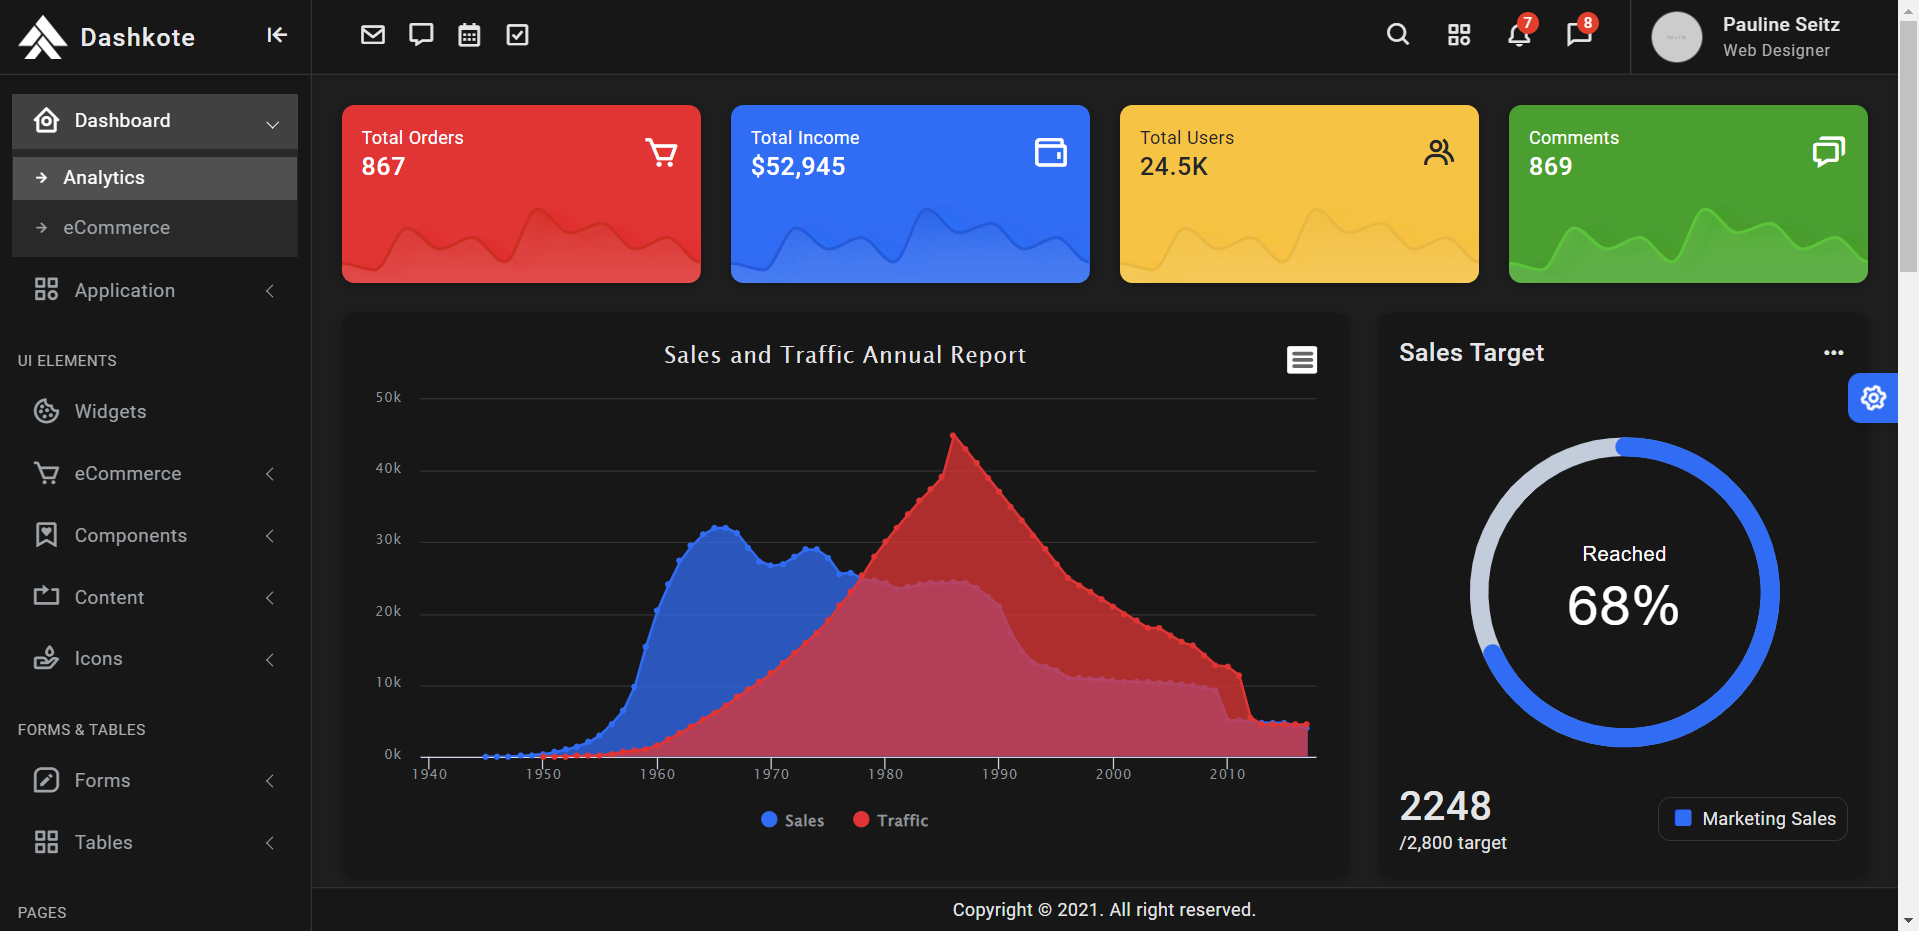 Dashkote
7
8
Pauline Seitz
Web Designer
Dashboard
Analytics
eCommerce
Application
UI ELEMENTS
Widgets
eCommerce
Components
Content
Icons
FORMS & TABLES
Forms
Tables
PAGES
Total Orders
867
Total Income
$52,945
Total Users
24.5K
Comments
869
Sales and Traffic Annual Report
50k
40k
30k
20k
10k
0k
1940 1950 1960 1970 1980 1990 2000 2010
Sales Traffic
Sales Target
Reached
68%
2248
/2,800 target
Marketing Sales
Copyright © 2021. All right reserved.